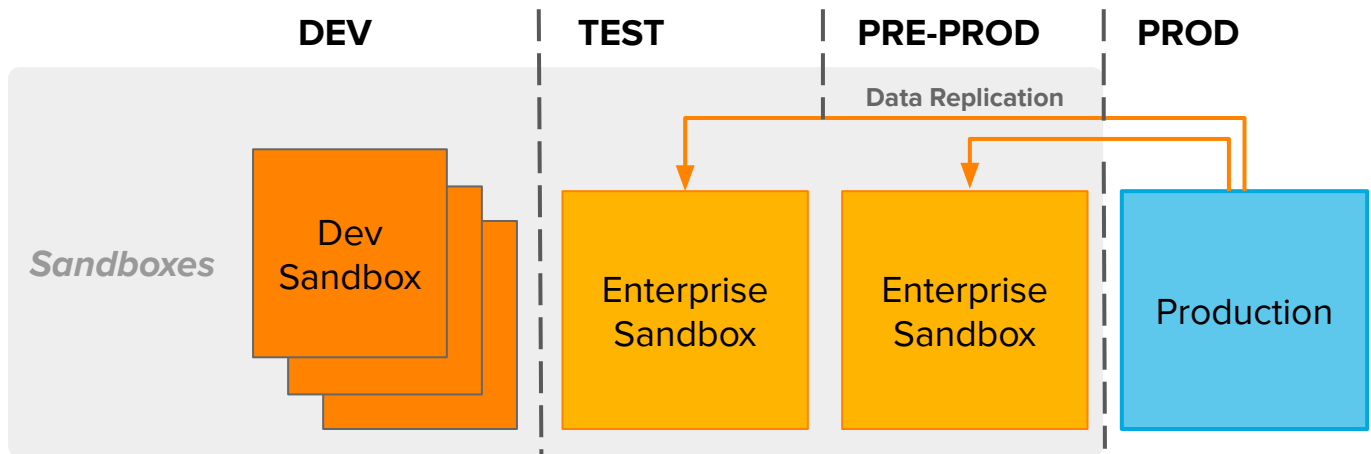 DEV
TEST
PRE-PROD
PROD
Data Replication
Sandboxes
Dev
Sandbox
Enterprise
Sandbox
Enterprise
Sandbox
Production